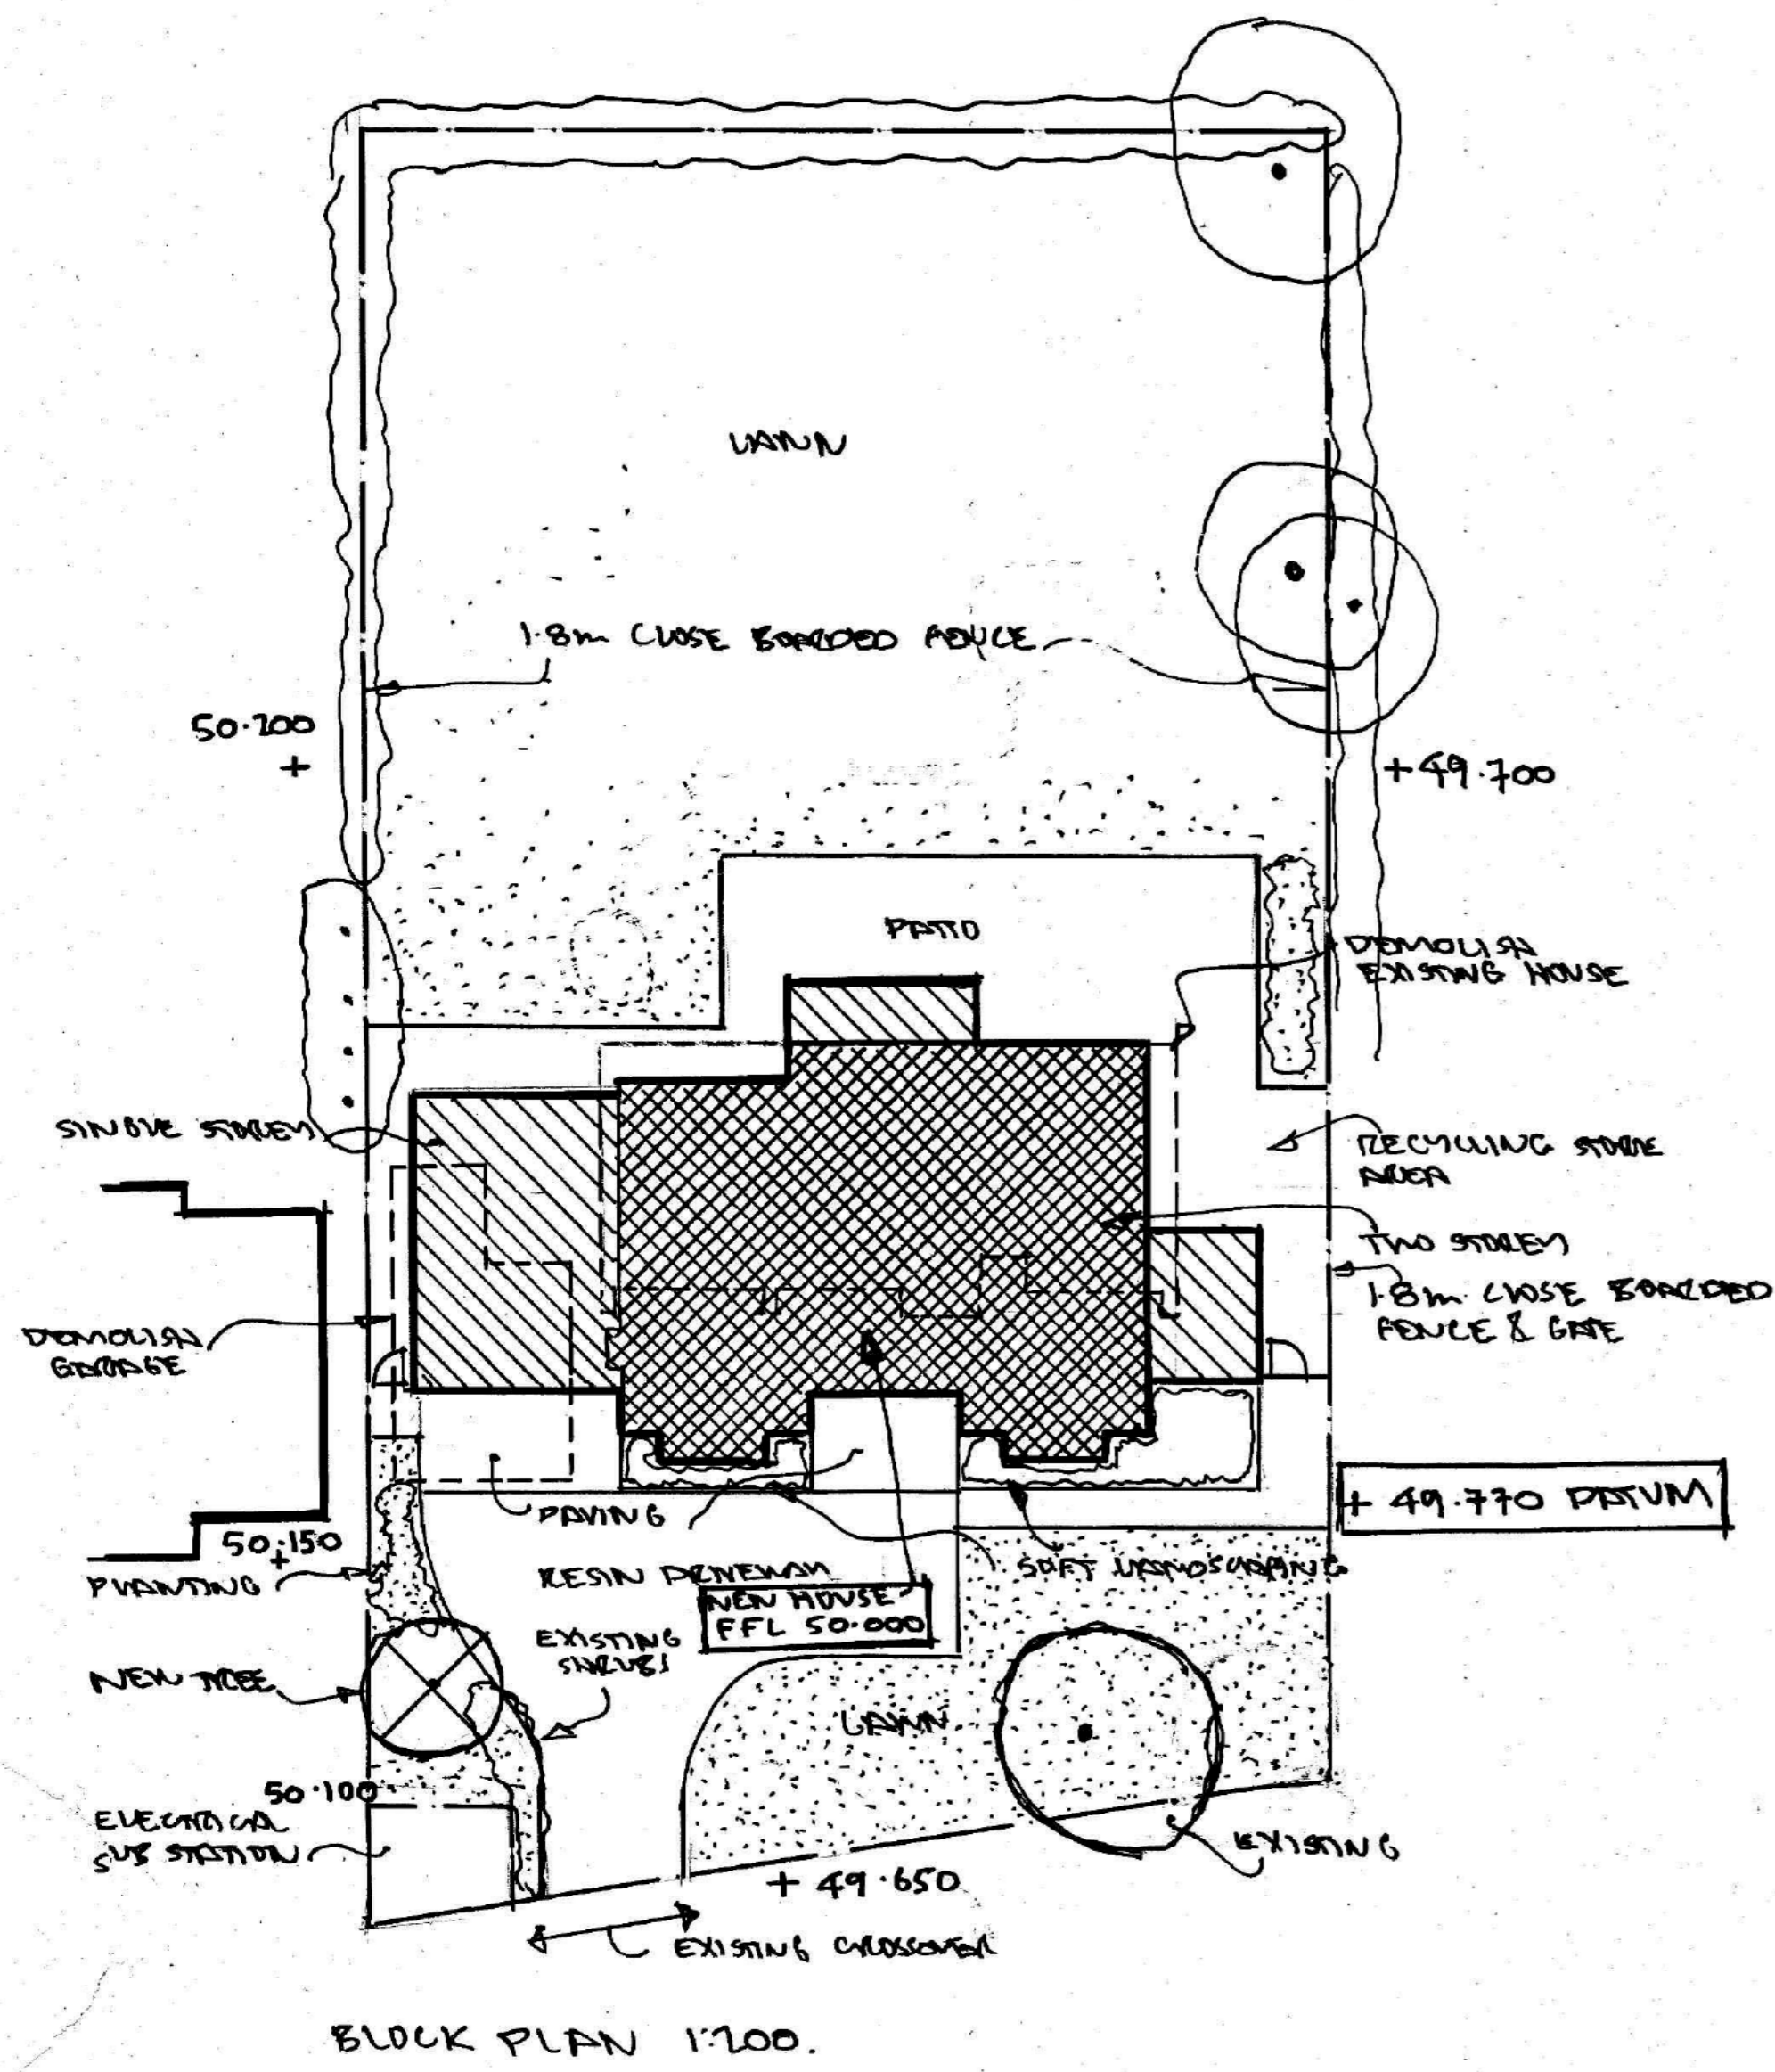 LAWN
1.8m CLOSE BOARDED FENCE
50.200
+
+49.700
PATIO
DEMOLISH
EXISTING HOUSE
SINGLE STOREY
RECYCLING STORE
AREA
TWO STOREY
1.8m CLOSE BOARDED
FENCE & GATE
DEMOLISH
GARAGE
+ 49.770 DATUM
PAVING
50.150
+
PLANTING
RESIN DRIVEWAY
SOFT LANDSCAPING
NEW HOUSE
FFL 50.000
EXISTING
SHRUBS
NEW TREE
LAWN
50.100
ELECTRICAL
SUB STATION
EXISTING
+ 49.650
EXISTING CROSSOVER
BLOCK PLAN 1:200.